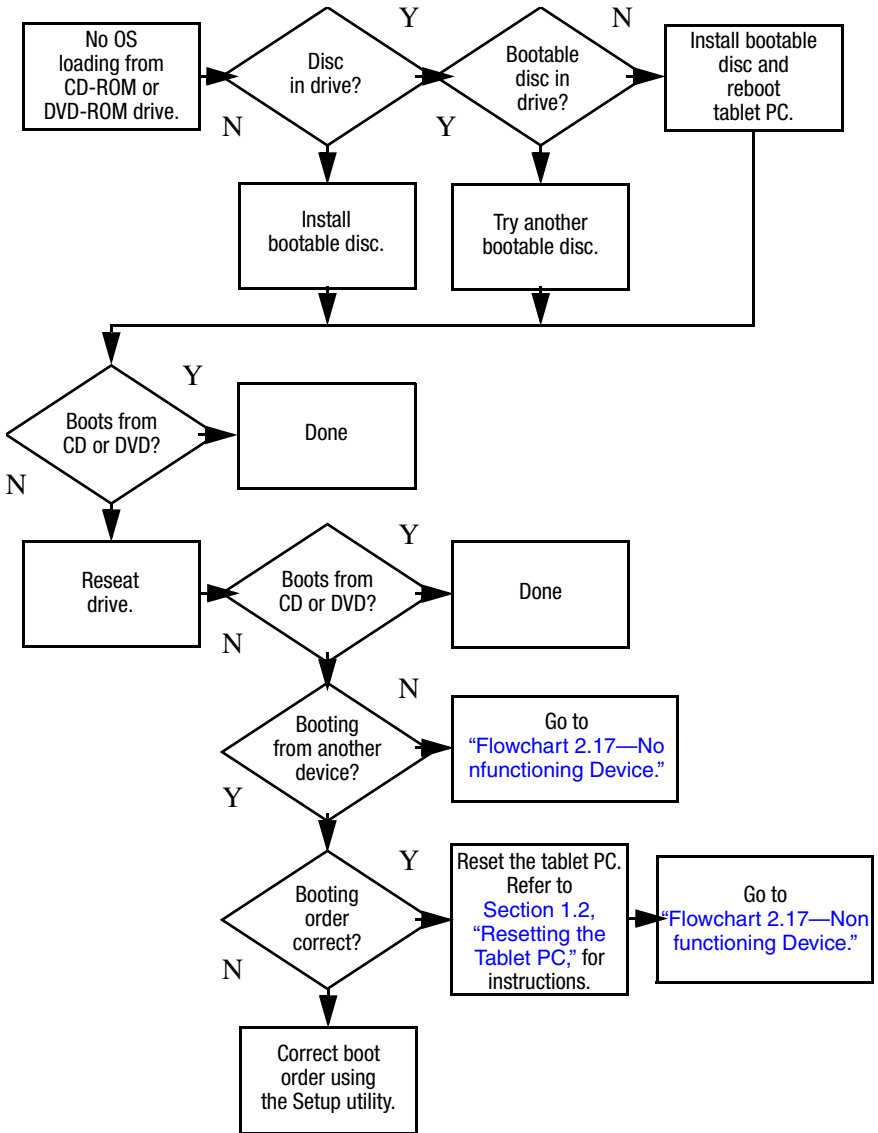 No OS
loading from
CD-ROM or
DVD-ROM drive.
Disc
in drive?
Y
N
Bootable
disc in
drive?
N
Y
Install bootable
disc and
reboot
tablet PC.
Install
bootable disc.
Try another
bootable disc.
Boots from
CD or DVD?
Y
N
Done
Reseat
drive.
Boots from
CD or DVD?
Y
N
Done
Booting
from another
device?
N
Y
Go to
“Flowchart 2.17—No
nfunctioning Device.”
Booting
order
correct?
Y
N
Reset the tablet PC.
Refer to
Section 1.2,
“Resetting the
Tablet PC,” for
instructions.
Go to
“Flowchart 2.17—Non
functioning Device.”
Correct boot
order using
the Setup utility.